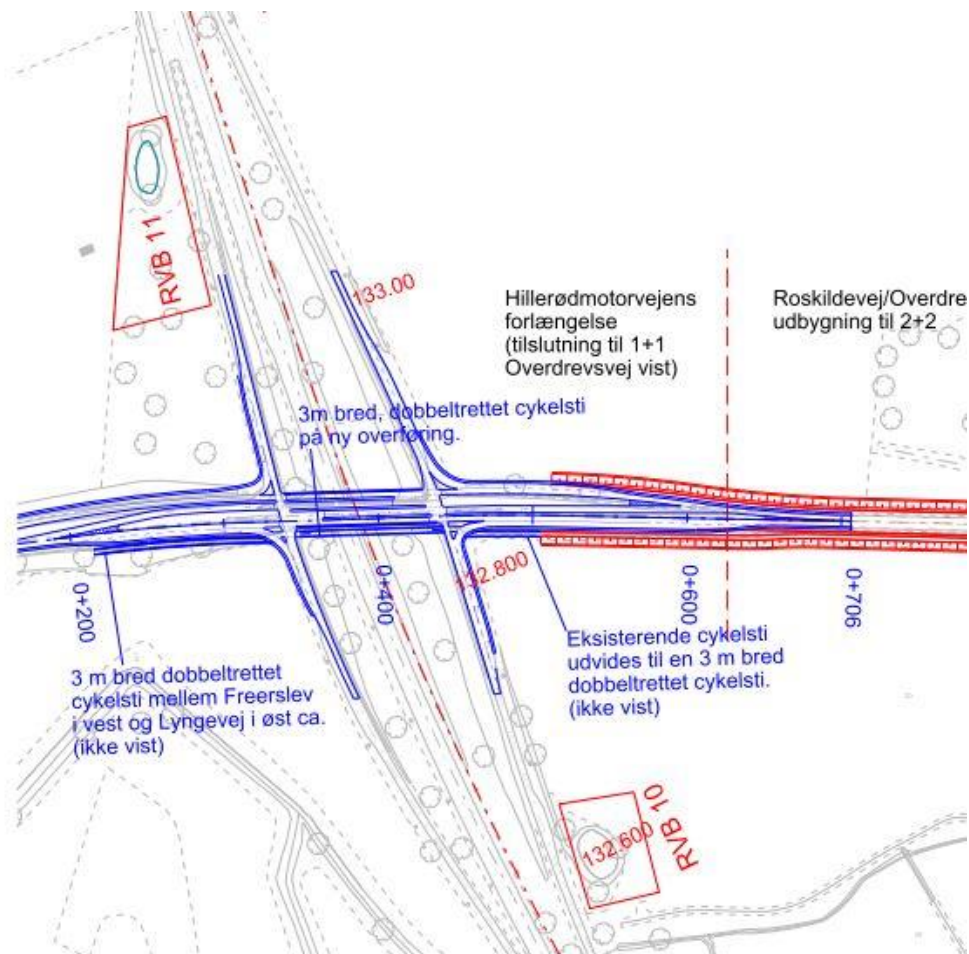 RVB 11
133.00
Hillerødmotorvejens
forlængelse
(tilslutning til 1+1
Overdrevsvej vist)
Roskildevej/Overdre
udbygning til 2+2
3m bred, dobbeltrettet cykelsti
på ny overføring.
132.800
0+200
0+400
0+600
0+706
3 m bred dobbeltrettet
cykelsti mellem Freerslev
i vest og Lyngevej i øst ca.
(ikke vist)
Eksisterende cykelsti
udvides til en 3 m bred
dobbeltrettet cykelsti.
(ikke vist)
132.600
RVB 10